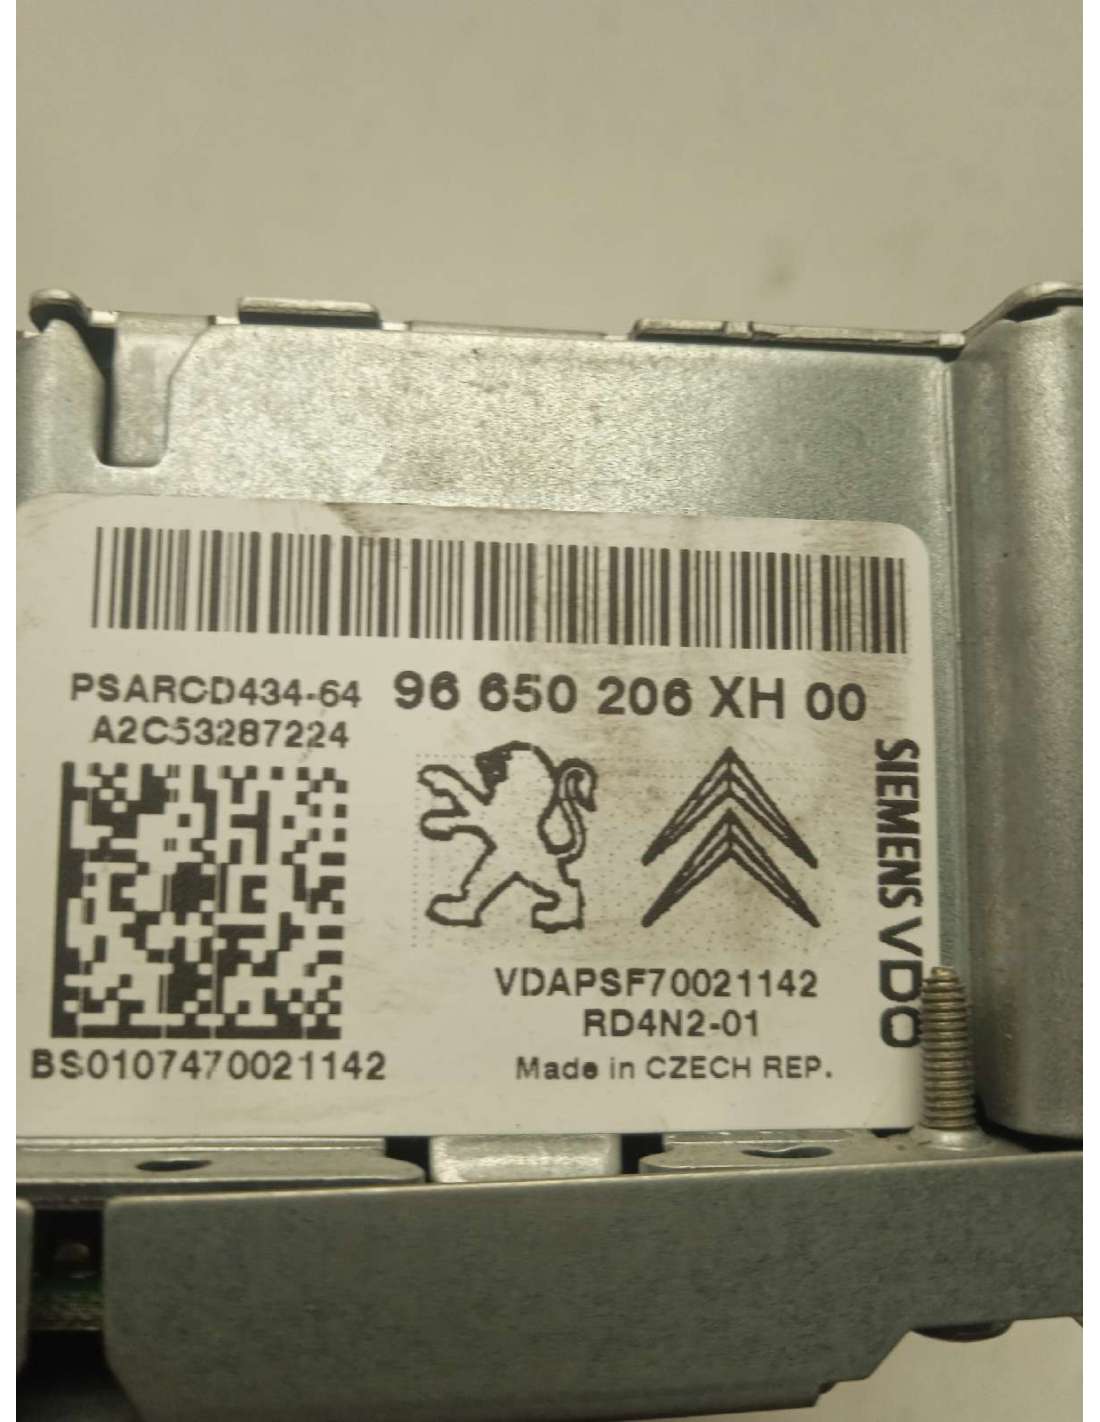 PSARCD434-64 96 650 206 XH 00
A2C53287224
SIEMENS VDO
VDAPSF70021142
RD4N2-01
BS0107470021142
Made in CZECH REP.